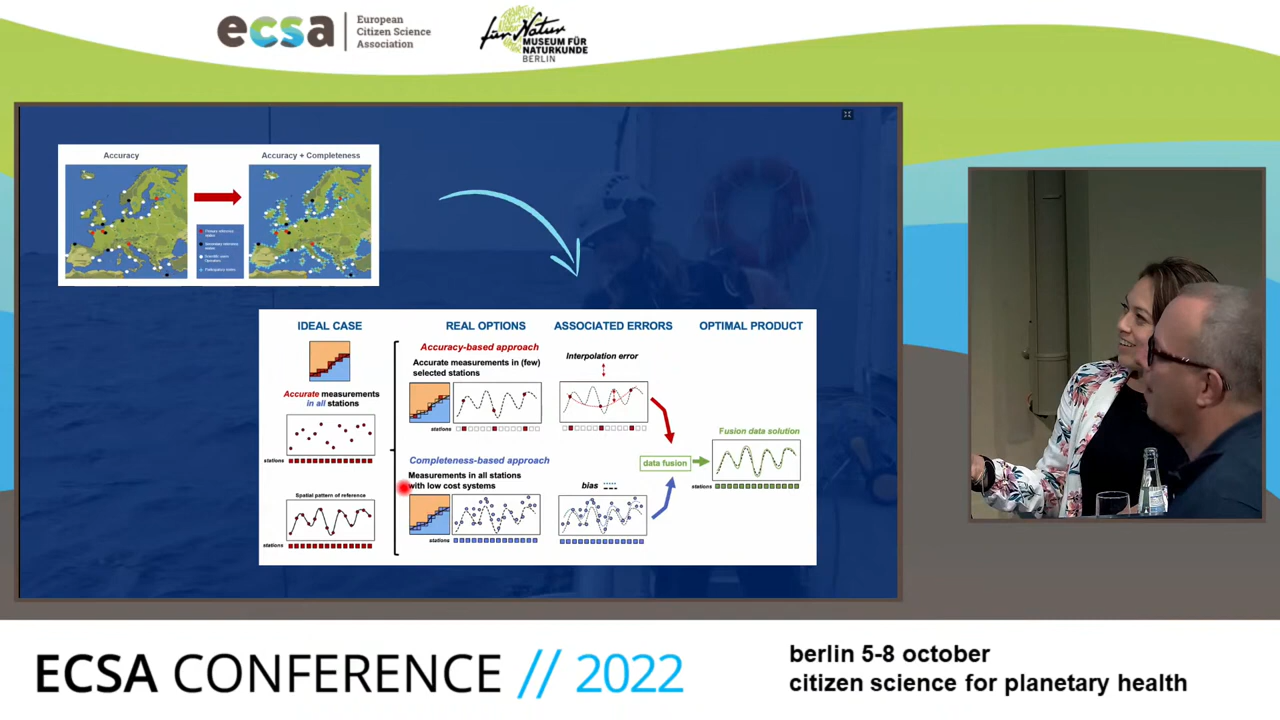 ecsa
European
Citizen Science
Association
für Natur
MUSEUM FÜR
NATURKUNDE
BERLIN
Accuracy
Accuracy + Completeness
IDEAL CASE
REAL OPTIONS
ASSOCIATED ERRORS
OPTIMAL PRODUCT
Accurate measurements
in all stations
stations
Spatial pattern of reference
stations
Accuracy-based approach
Accurate measurements in (few)
selected stations
stations
Completeness-based approach
Measurements in all stations
with low cost systems
stations
Interpolation error
bias
data fusion
Fusion data solution
stations
ECSA CONFERENCE // 2022
berlin 5-8 october
citizen science for planetary health